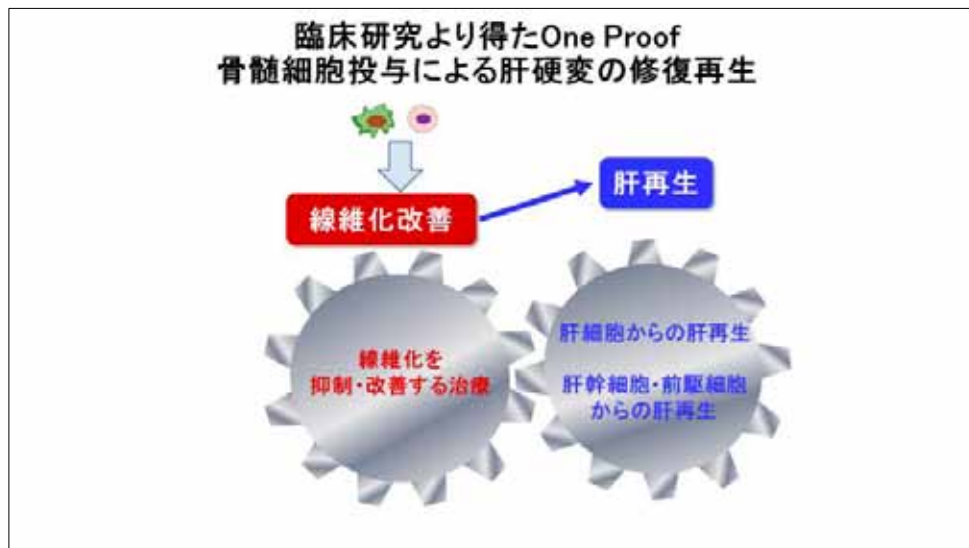 臨床研究より得たOne Proof
骨髄細胞投与による肝硬変の修復再生
肝再生
線維化改善
肝細胞からの肝再生
線維化を
抑制・改善する治療
肝幹細胞・前駆細胞
からの肝再生